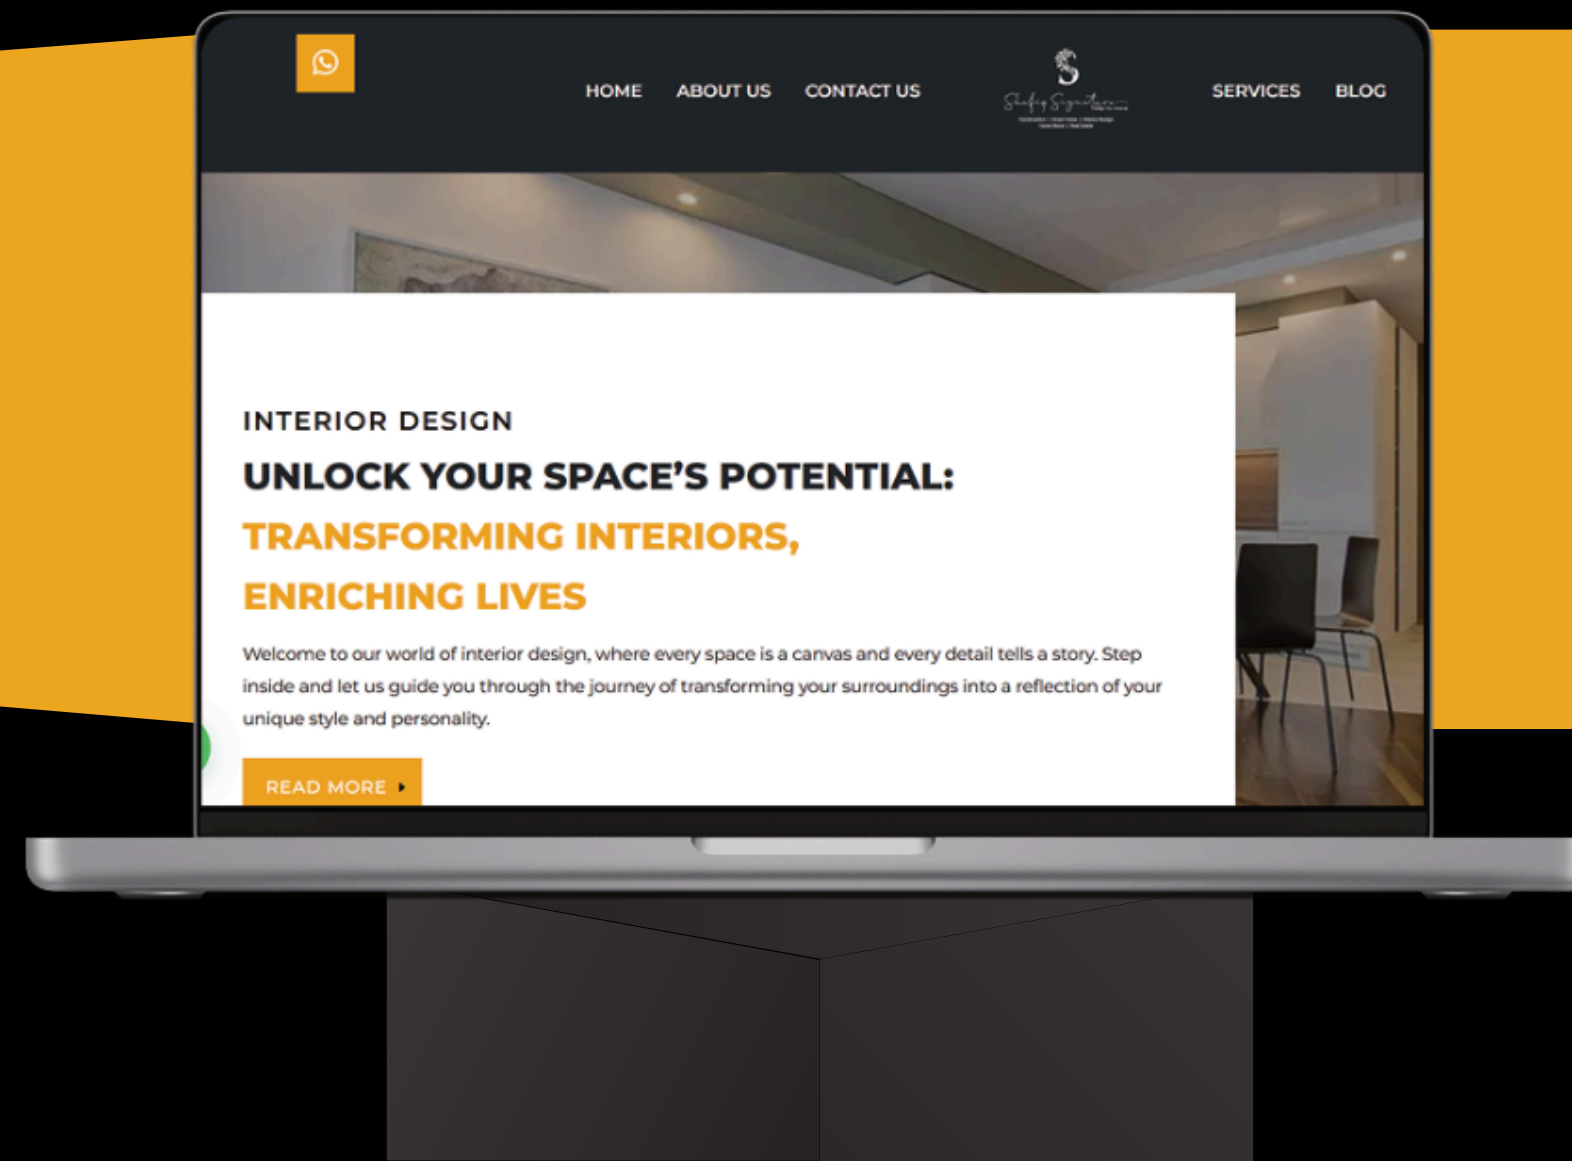 HOME ABOUT US CONTACT US
S
SERVICES BLOG
INTERIOR DESIGN
UNLOCK YOUR SPACE’S POTENTIAL:
TRANSFORMING INTERIORS,
ENRICHING LIVES
Welcome to our world of interior design, where every space is a canvas and every detail tells a story. Step
inside and let us guide you through the journey of transforming your surroundings into a reflection of your
unique style and personality.
READ MORE